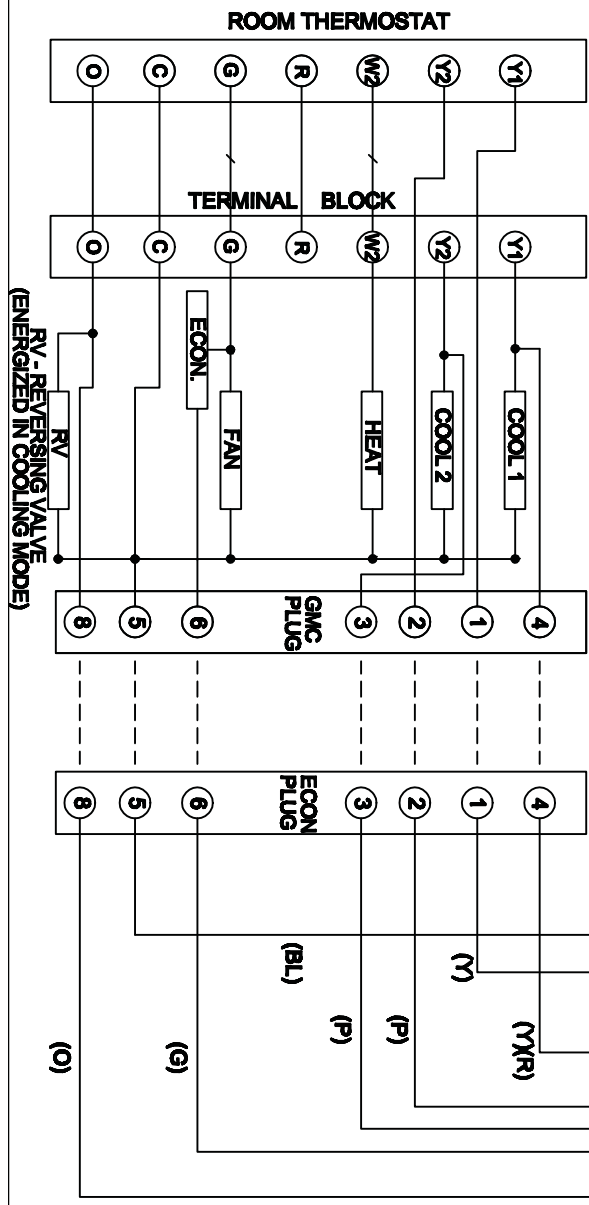 ROOM THERMOSTAT
O C G R W2 Y2 Y1
TERMINAL BLOCK
O C G R W2 Y2 Y1
RV - REVERSING VALVE
(ENERGIZED IN COOLING MODE)
RV
ECON.
FAN
HEAT
COOL 2
COOL 1
8 5 6 3 2 1 4
GMC
PLUG
8 5 6 3 2 1 4
ECON
PLUG
(O)
(BL)
(G)
(P)
(P)
(Y)
(Y)(R)